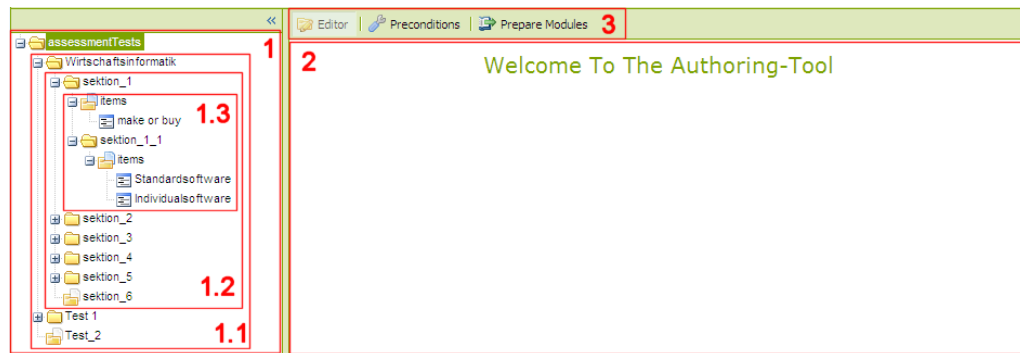 «
Editor Preconditions Prepare Modules 3
assessmentTests 1
Wirtschaftsinformatik
sektion_1
items
make or buy 1.3
sektion_1_1
items
Standardsoftware
Individualsoftware
sektion_2
sektion_3
sektion_4
sektion_5
1.2
sektion_6
Test 1
Test_2 1.1
2 Welcome To The Authoring-Tool